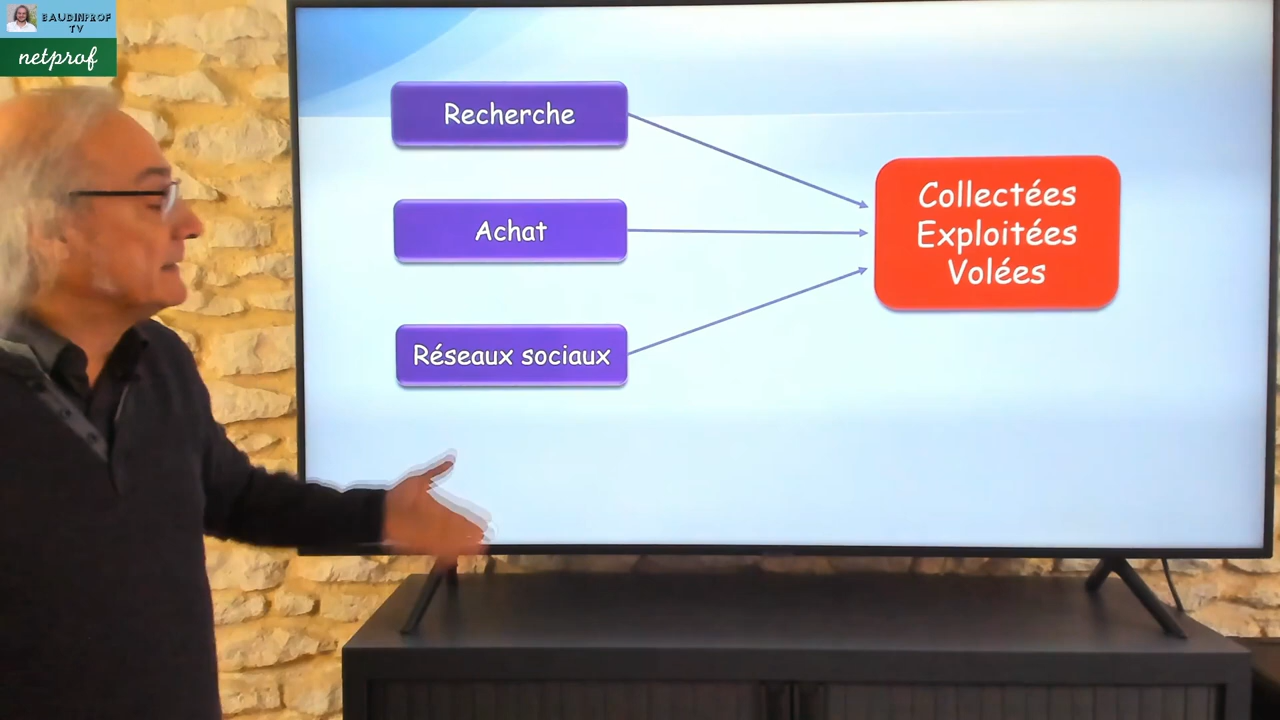 BAUDINPROF
TV
netprof
Recherche
Achat
Réseaux sociaux
Collectées
Exploitées
Volées